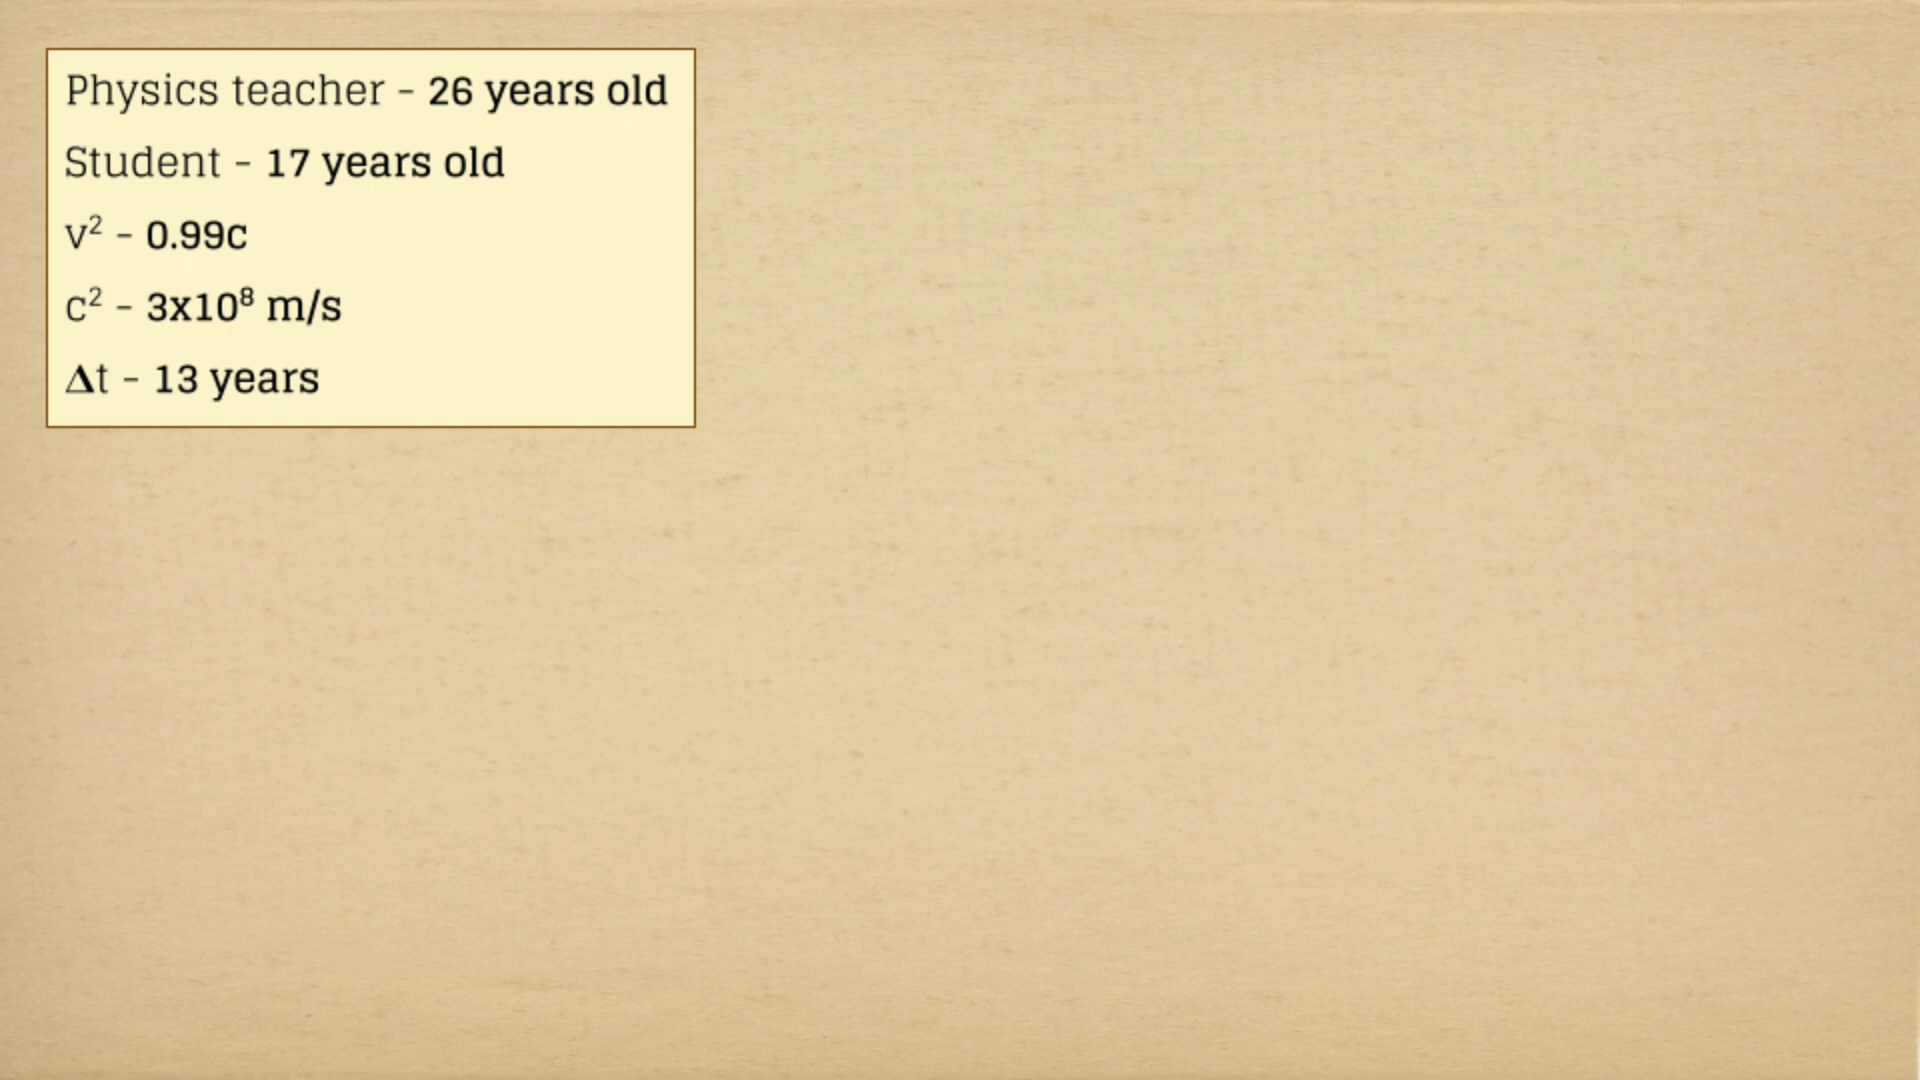 Physics teacher - 26 years old
Student - 17 years old
v² - 0.99c
c² - 3x10⁸ m/s
Δt - 13 years